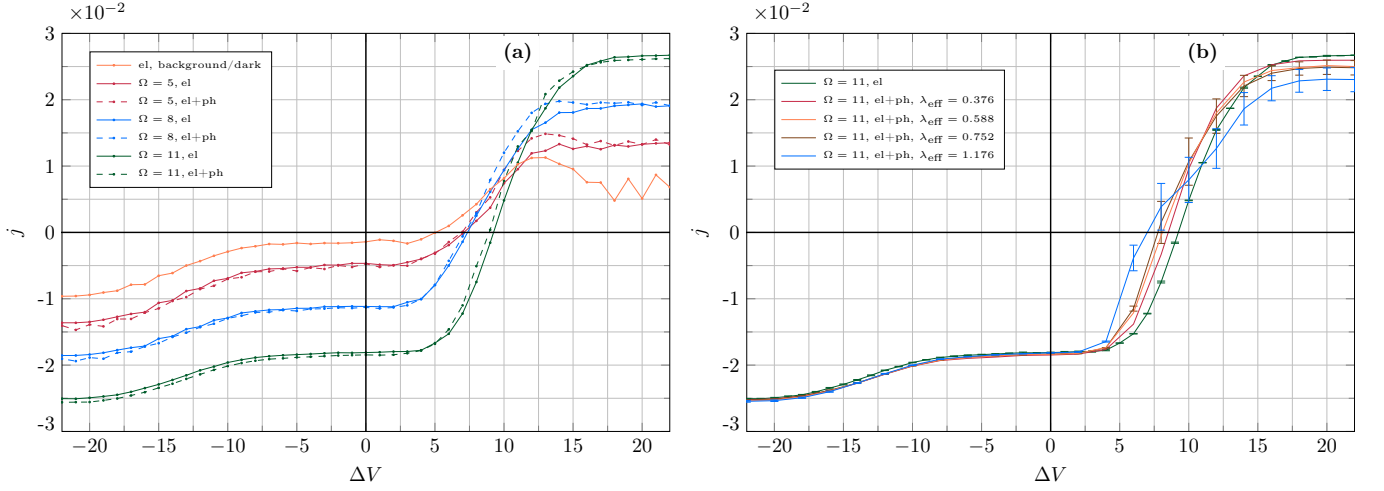 ×10⁻²
3
2
1
0
-1
-2
-3
j
(a)
el, background/dark
Ω = 5, el
Ω = 5, el+ph
Ω = 8, el
Ω = 8, el+ph
Ω = 11, el
Ω = 11, el+ph
−20 −15 −10 −5 0 5 10 15 20
ΔV
×10⁻²
3
2
1
0
-1
-2
-3
j
(b)
Ω = 11, el
Ω = 11, el+ph, λeff = 0.376
Ω = 11, el+ph, λeff = 0.588
Ω = 11, el+ph, λeff = 0.752
Ω = 11, el+ph, λeff = 1.176
−20 −15 −10 −5 0 5 10 15 20
ΔV